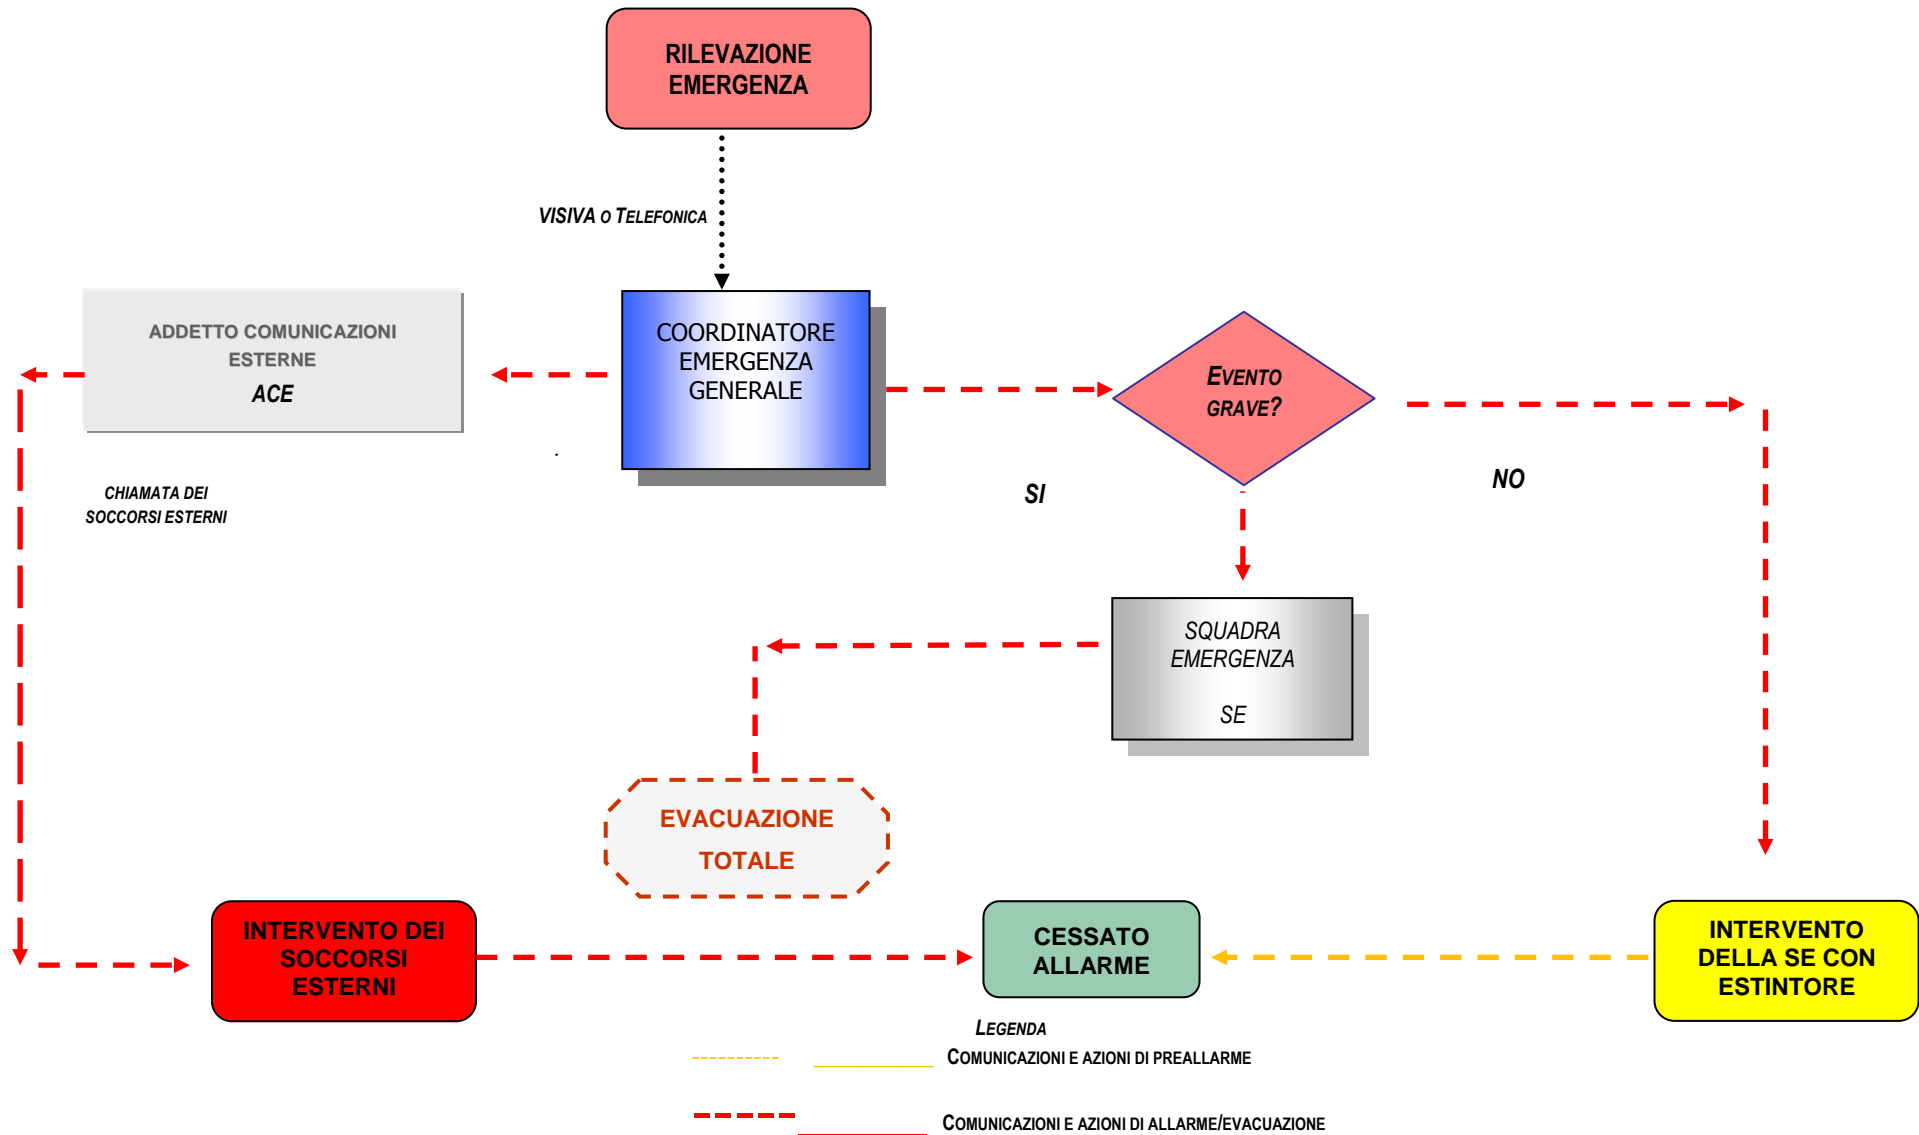 RILEVAZIONE
EMERGENZA
VISIVA O TELEFONICA
ADDETTO COMUNICAZIONI
ESTERNE
ACE
COORDINATORE
EMERGENZA
GENERALE
EVENTO
GRAVE?
CHIAMATA DEI
SOCCORSI ESTERNI
SI
NO
SQUADRA
EMERGENZA
SE
EVACUAZIONE
TOTALE
INTERVENTO DEI
SOCCORSI
ESTERNI
CESSATO
ALLARME
INTERVENTO
DELLA SE CON
ESTINTORE
LEGENDA
COMUNICAZIONI E AZIONI DI PREALLARME
COMUNICAZIONI E AZIONI DI ALLARME/EVACUAZIONE